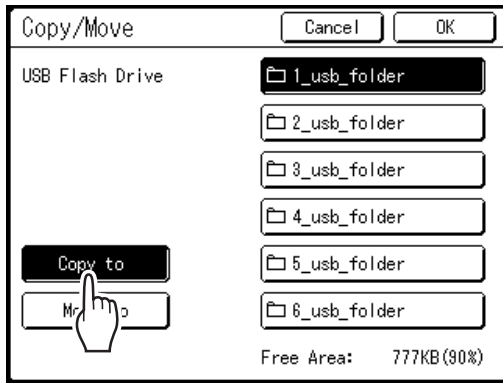 Copy/Move
Cancel
OK
USB Flash Drive
1_usb_folder
2_usb_folder
3_usb_folder
4_usb_folder
5_usb_folder
6_usb_folder
Copy to
Free Area: 777KB(90%)